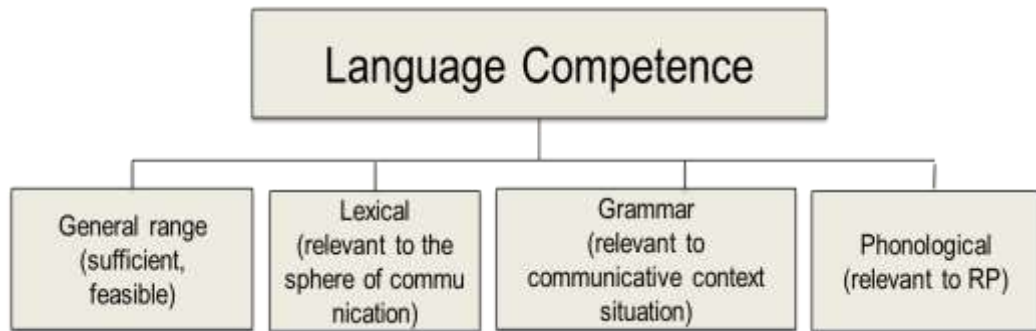 Language Competence
General range
(sufficient,
feasible)
Lexical
(relevant to the
sphere of commu
nication)
Grammar
(relevant to
communicative context
situation)
Phonological
(relevant to RP)